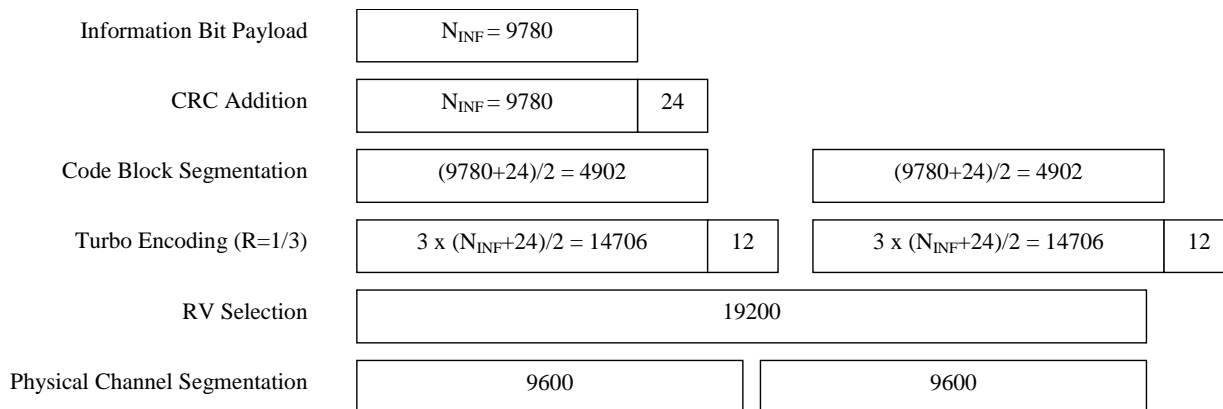 Information Bit Payload N_INF = 9780
CRC Addition N_INF = 9780 24
Code Block Segmentation (9780+24)/2 = 4902 (9780+24)/2 = 4902
Turbo Encoding (R=1/3) 3 x (N_INF+24)/2 = 14706 12 3 x (N_INF+24)/2 = 14706 12
RV Selection 19200
Physical Channel Segmentation 9600 9600